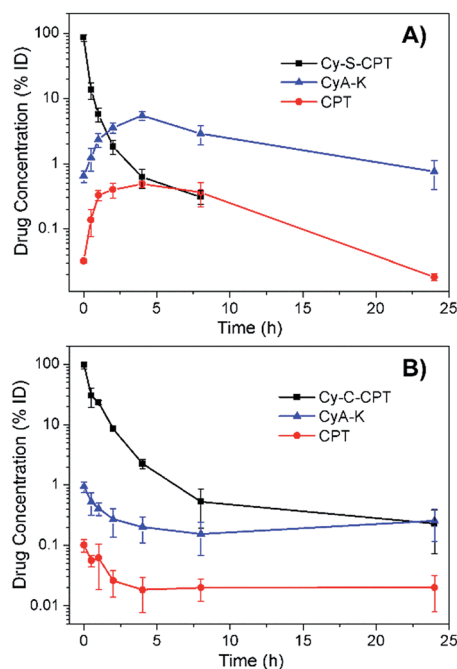 A)
Cy-S-CPT
CyA-K
CPT
Drug Concentration (% ID)
100
10
1
0.1
0 5 10 15 20 25
Time (h)
B)
Cy-C-CPT
CyA-K
CPT
Drug Concentration (% ID)
100
10
1
0.1
0.01
0 5 10 15 20 25
Time (h)